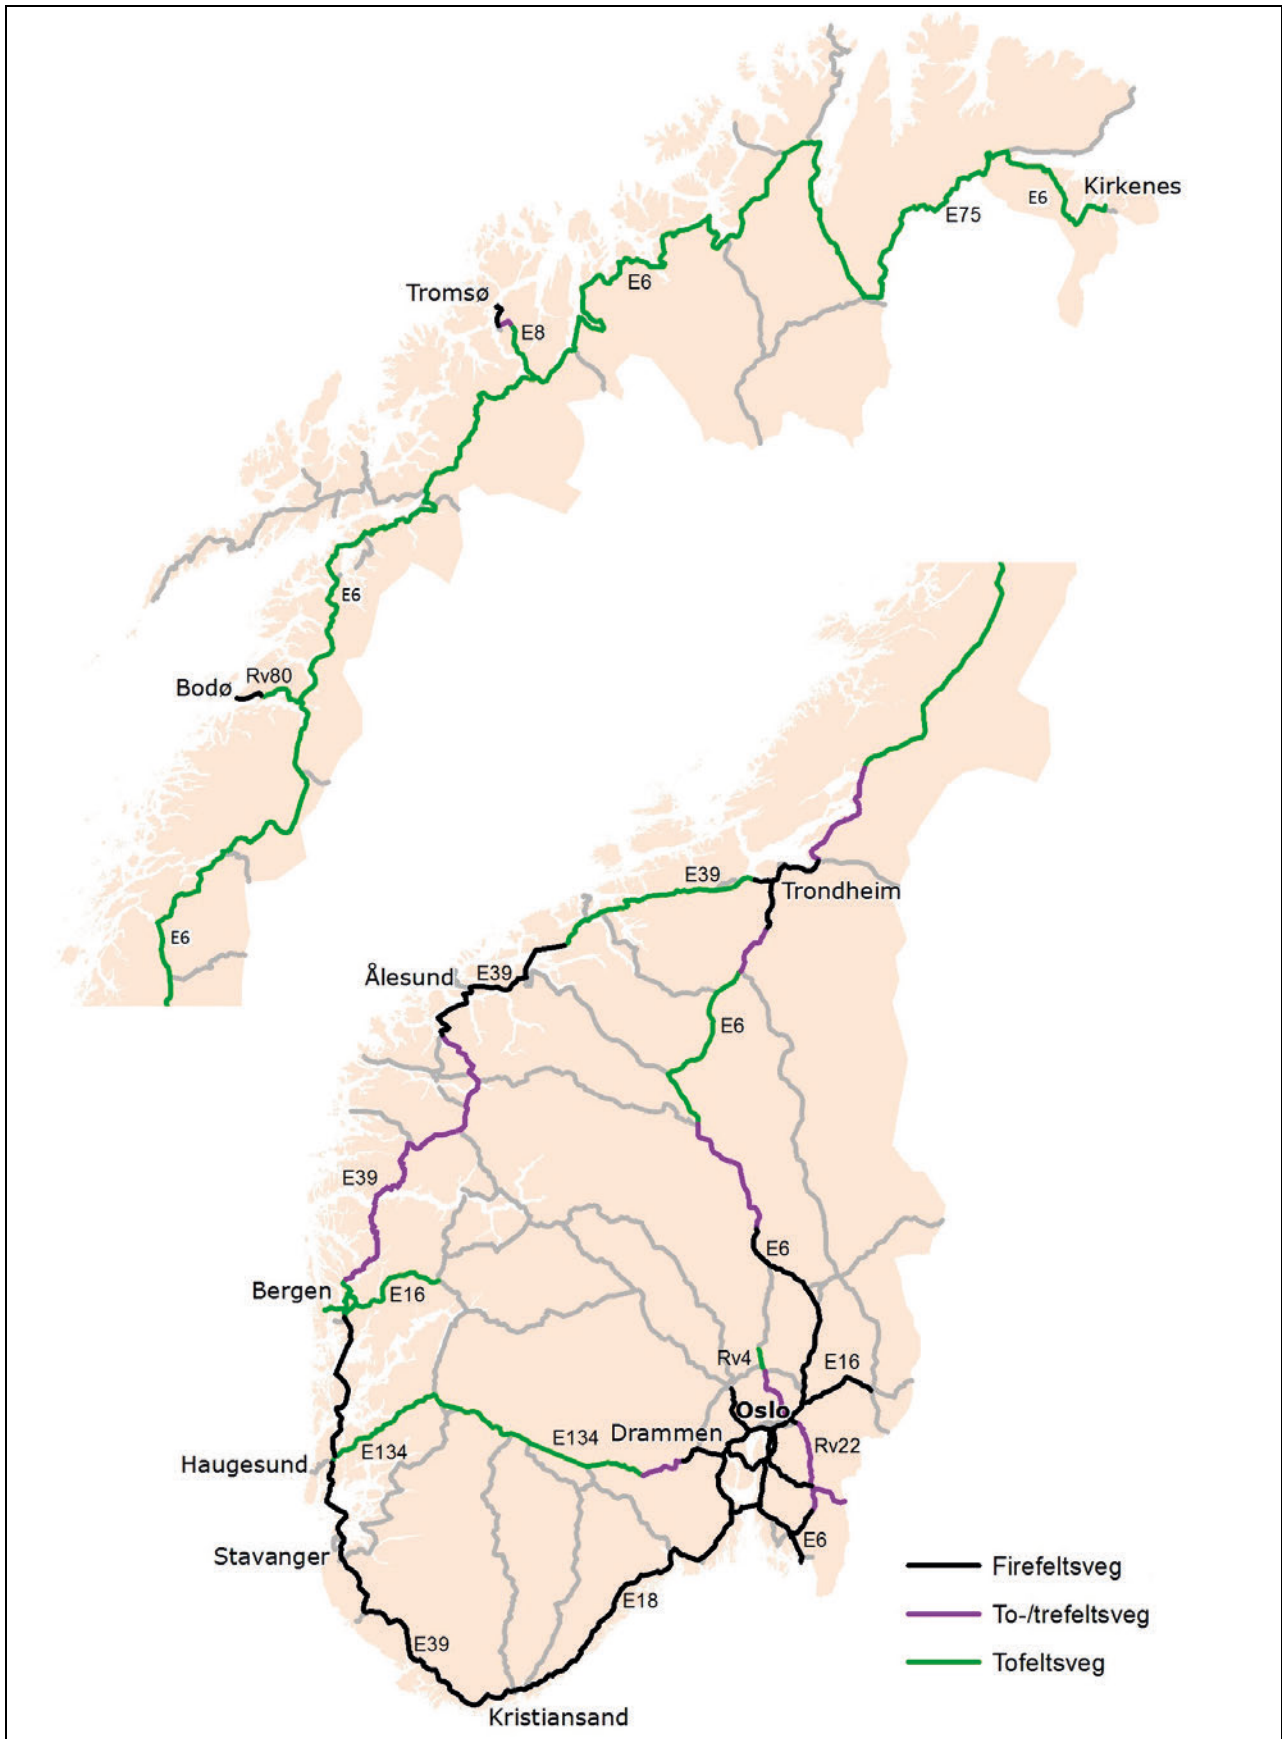 Kirkenes
E6
E75
E6
Tromsø
E8
E6
Rv80
Bodø
E6
E39
Trondheim
Ålesund
E39
E6
E39
E6
Bergen
E16
Rv4
E16
Oslo
Drammen
E134
E134
Rv22
Haugesund
E6
Stavanger
E18
E39
Kristiansand
Firefeltsveg
To-/trefeltsveg
Tofeltsveg